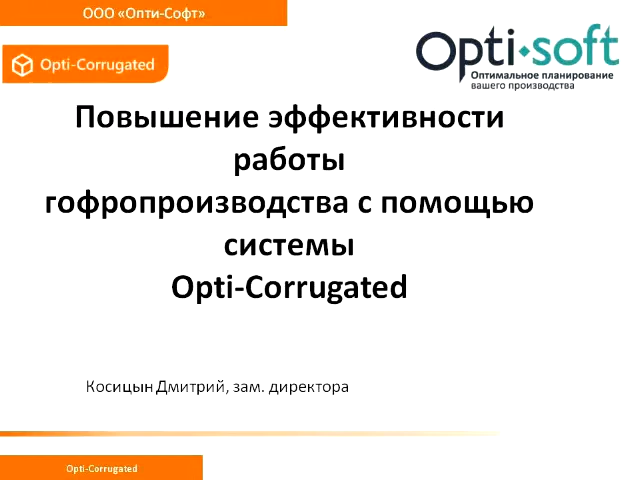 ООО «Опти-Софт»
Opti-Corrugated
Opti·soft
Оптимальное планирование
вашего производства
Повышение эффективности
работы
гофропроизводства с помощью
системы
Opti-Corrugated
Косицын Дмитрий, зам. директора
Opti-Corrugated